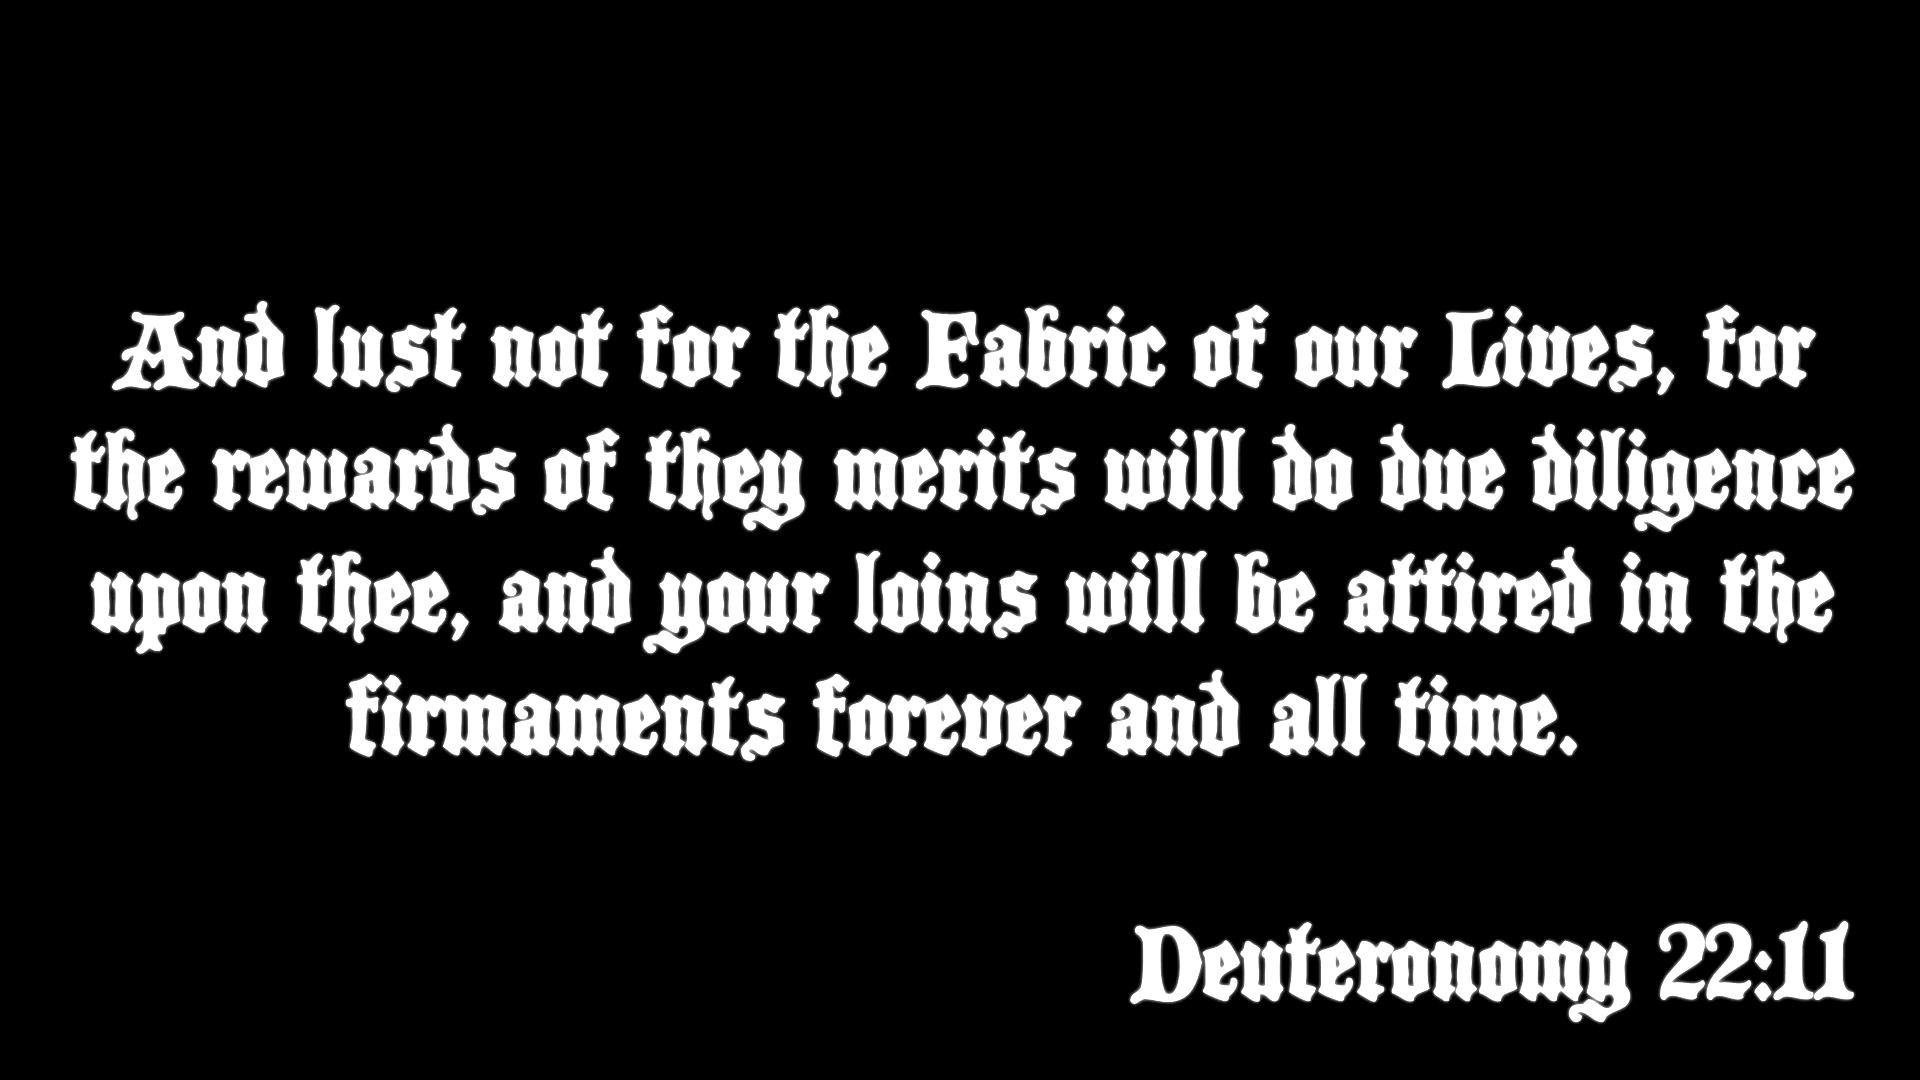 And lust not for the Fabric of our Lives, for
the rewards of they merits will do due diligence
upon thee, and your loins will be attired in the
firmaments forever and all time.
Deuteronomy 22:11